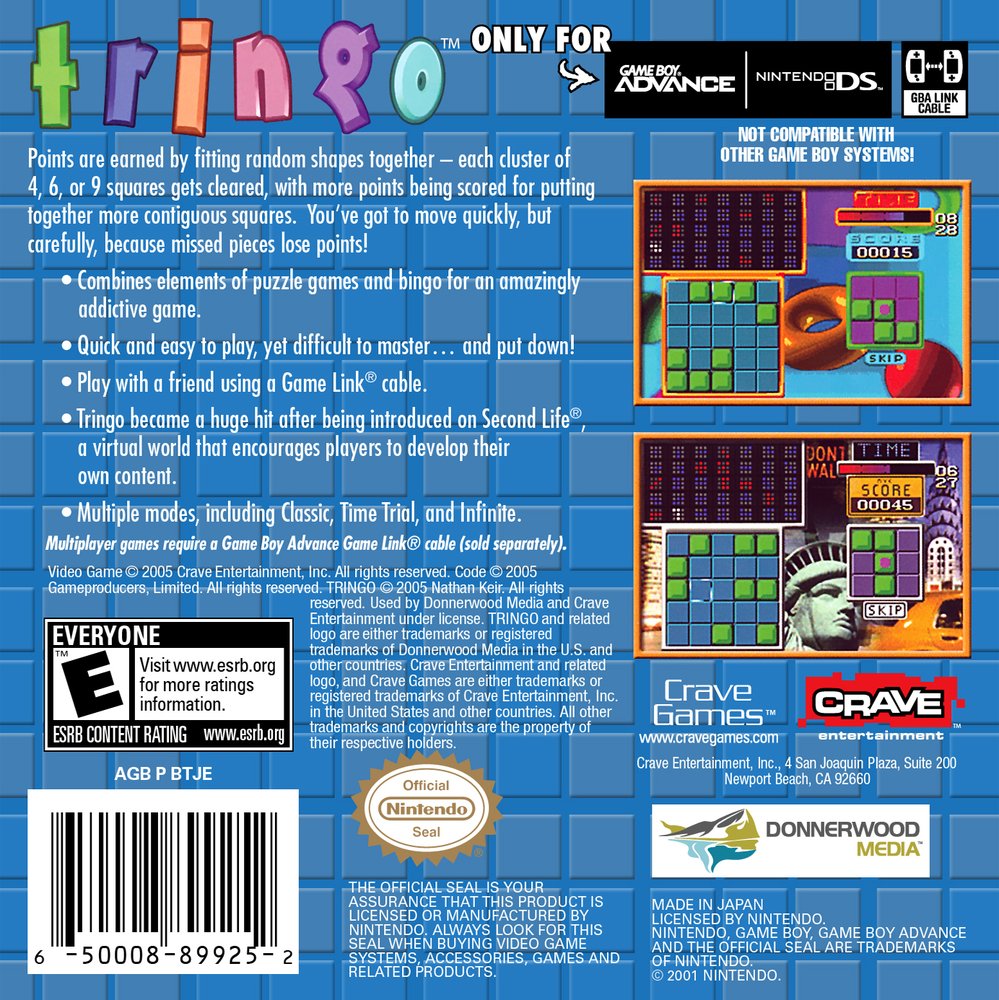 tringo™
ONLY FOR
GAME BOY ADVANCE
NINTENDO DS™
GBA LINK
CABLE
NOT COMPATIBLE WITH
OTHER GAME BOY SYSTEMS!
Points are earned by fitting random shapes together – each cluster of
4, 6, or 9 squares gets cleared, with more points being scored for putting
together more contiguous squares. You've got to move quickly, but
carefully, because missed pieces lose points!
• Combines elements of puzzle games and bingo for an amazingly
addictive game.
• Quick and easy to play, yet difficult to master… and put down!
• Play with a friend using a Game Link® cable.
• Tringo became a huge hit after being introduced on Second Life®,
a virtual world that encourages players to develop their
own content.
• Multiple modes, including Classic, Time Trial, and Infinite.
Multiplayer games require a Game Boy Advance Game Link® cable (sold separately).
TIME
08
28
SCORE
00015
SKIP
DONT
WAL
TIME
06
27
NYC
SCORE
00045
SKIP
Video Game © 2005 Crave Entertainment, Inc. All rights reserved. Code © 2005
Gameproducers, Limited. All rights reserved. TRINGO © 2005 Nathan Keir. All rights
reserved. Used by Donnerwood Media and Crave
Entertainment under license. TRINGO and related
logo are either trademarks or registered
trademarks of Donnerwood Media in the U.S. and
other countries. Crave Entertainment and related
logo, and Crave Games are either trademarks or
registered trademarks of Crave Entertainment, Inc.
in the United States and other countries. All other
trademarks and copyrights are the property of
their respective holders.
EVERYONE
™
E
Visit www.esrb.org
for more ratings
information.
ESRB CONTENT RATING www.esrb.org
AGB P BTJE
6 -50008-89925- 2
Official
Nintendo
Seal
®
THE OFFICIAL SEAL IS YOUR
ASSURANCE THAT THIS PRODUCT IS
LICENSED OR MANUFACTURED BY
NINTENDO. ALWAYS LOOK FOR THIS
SEAL WHEN BUYING VIDEO GAME
SYSTEMS, ACCESSORIES, GAMES AND
RELATED PRODUCTS.
Crave
Games™
www.cravegames.com
CRAVE™
entertainment
Crave Entertainment, Inc., 4 San Joaquin Plaza, Suite 200
Newport Beach, CA 92660
DONNERWOOD
MEDIA™
MADE IN JAPAN
LICENSED BY NINTENDO.
NINTENDO, GAME BOY, GAME BOY ADVANCE
AND THE OFFICIAL SEAL ARE TRADEMARKS
OF NINTENDO.
© 2001 NINTENDO.